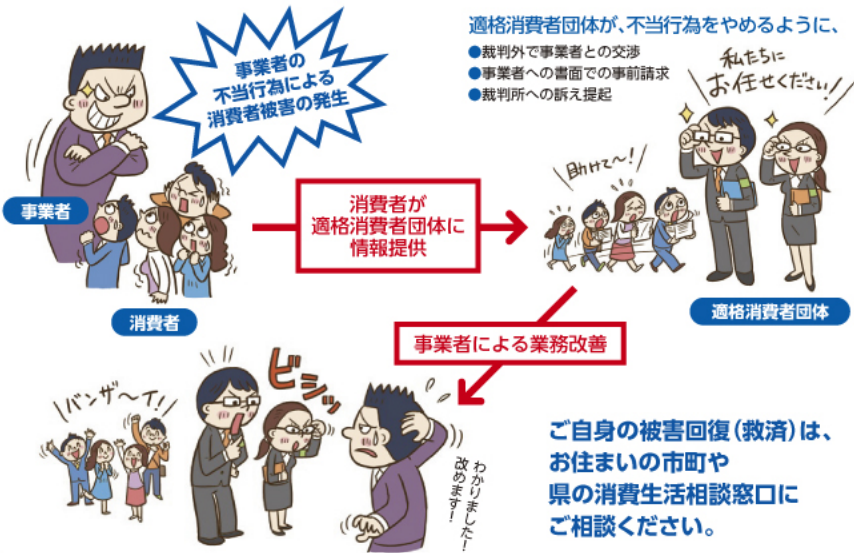 事業者の
不当行為による
消費者被害の発生
適格消費者団体が、不当行為をやめるように、
●裁判外で事業者との交渉
●事業者への書面での事前請求
●裁判所への訴え提起
私たちに
お任せください!
助けて～!
事業者
消費者
消費者が
適格消費者団体に
情報提供
適格消費者団体
事業者による業務改善
バンザ～イ!
ビシッ
わかりました!
改めます!
ご自身の被害回復(救済)は、
お住まいの市町や
県の消費生活相談窓口に
ご相談ください。